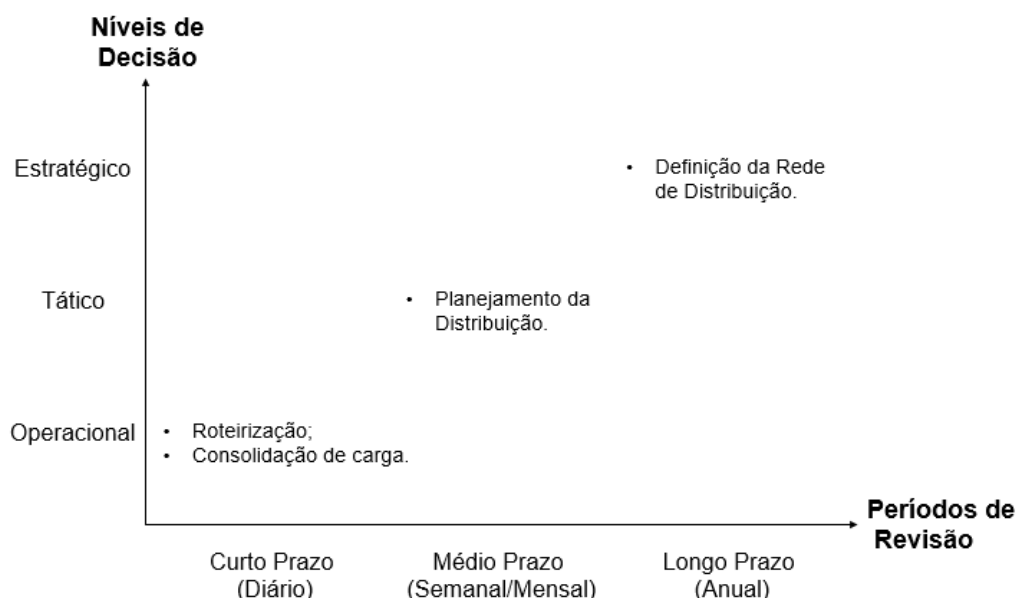 Níveis de
Decisão
Estratégico
• Definição da Rede
de Distribuição.
Tático
• Planejamento da
Distribuição.
Operacional
• Roteirização;
• Consolidação de carga.
Períodos de
Revisão
Curto Prazo
(Diário)
Médio Prazo
(Semanal/Mensal)
Longo Prazo
(Anual)